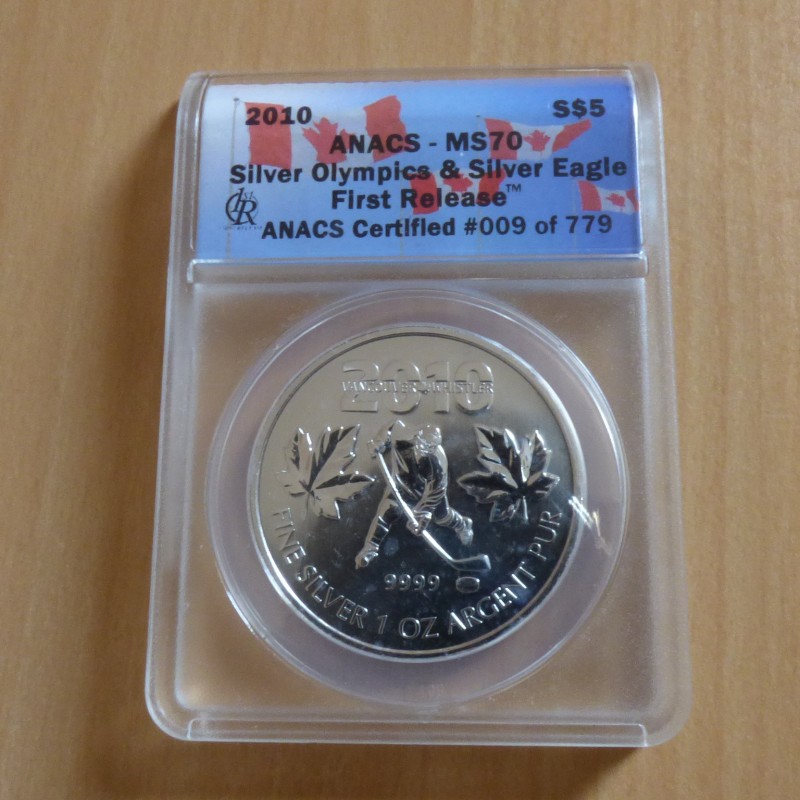 2010 S$5
ANACS - MS70
Silver Olympics & Silver Eagle
First Release™
ANACS Certified #009 of 779
2010
VANCOUVER WHISTLER
9999
FINE SILVER 1 OZ ARGENT PUR